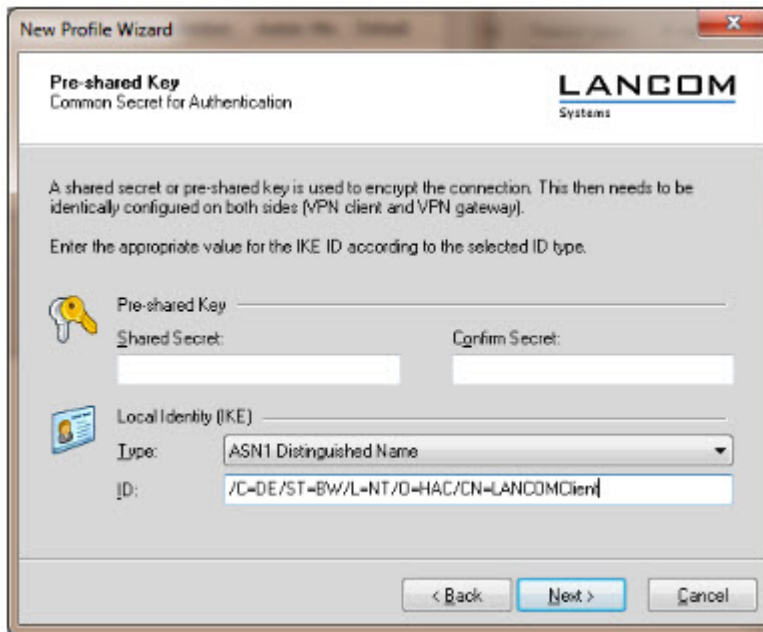 New Profile Wizard
Pre-shared Key
Common Secret for Authentication
LANCOM
Systems
A shared secret or pre-shared key is used to encrypt the connection. This then needs to be
identically configured on both sides (VPN client and VPN gateway).
Enter the appropriate value for the IKE ID according to the selected ID type.
Pre-shared Key
Shared Secret:
Confirm Secret:
Local Identity (IKE)
Type:
ASN1 Distinguished Name
ID:
/C=DE/ST=BW/L=NT/O=HAC/CN=LANCOMClient
< Back
Next >
Cancel